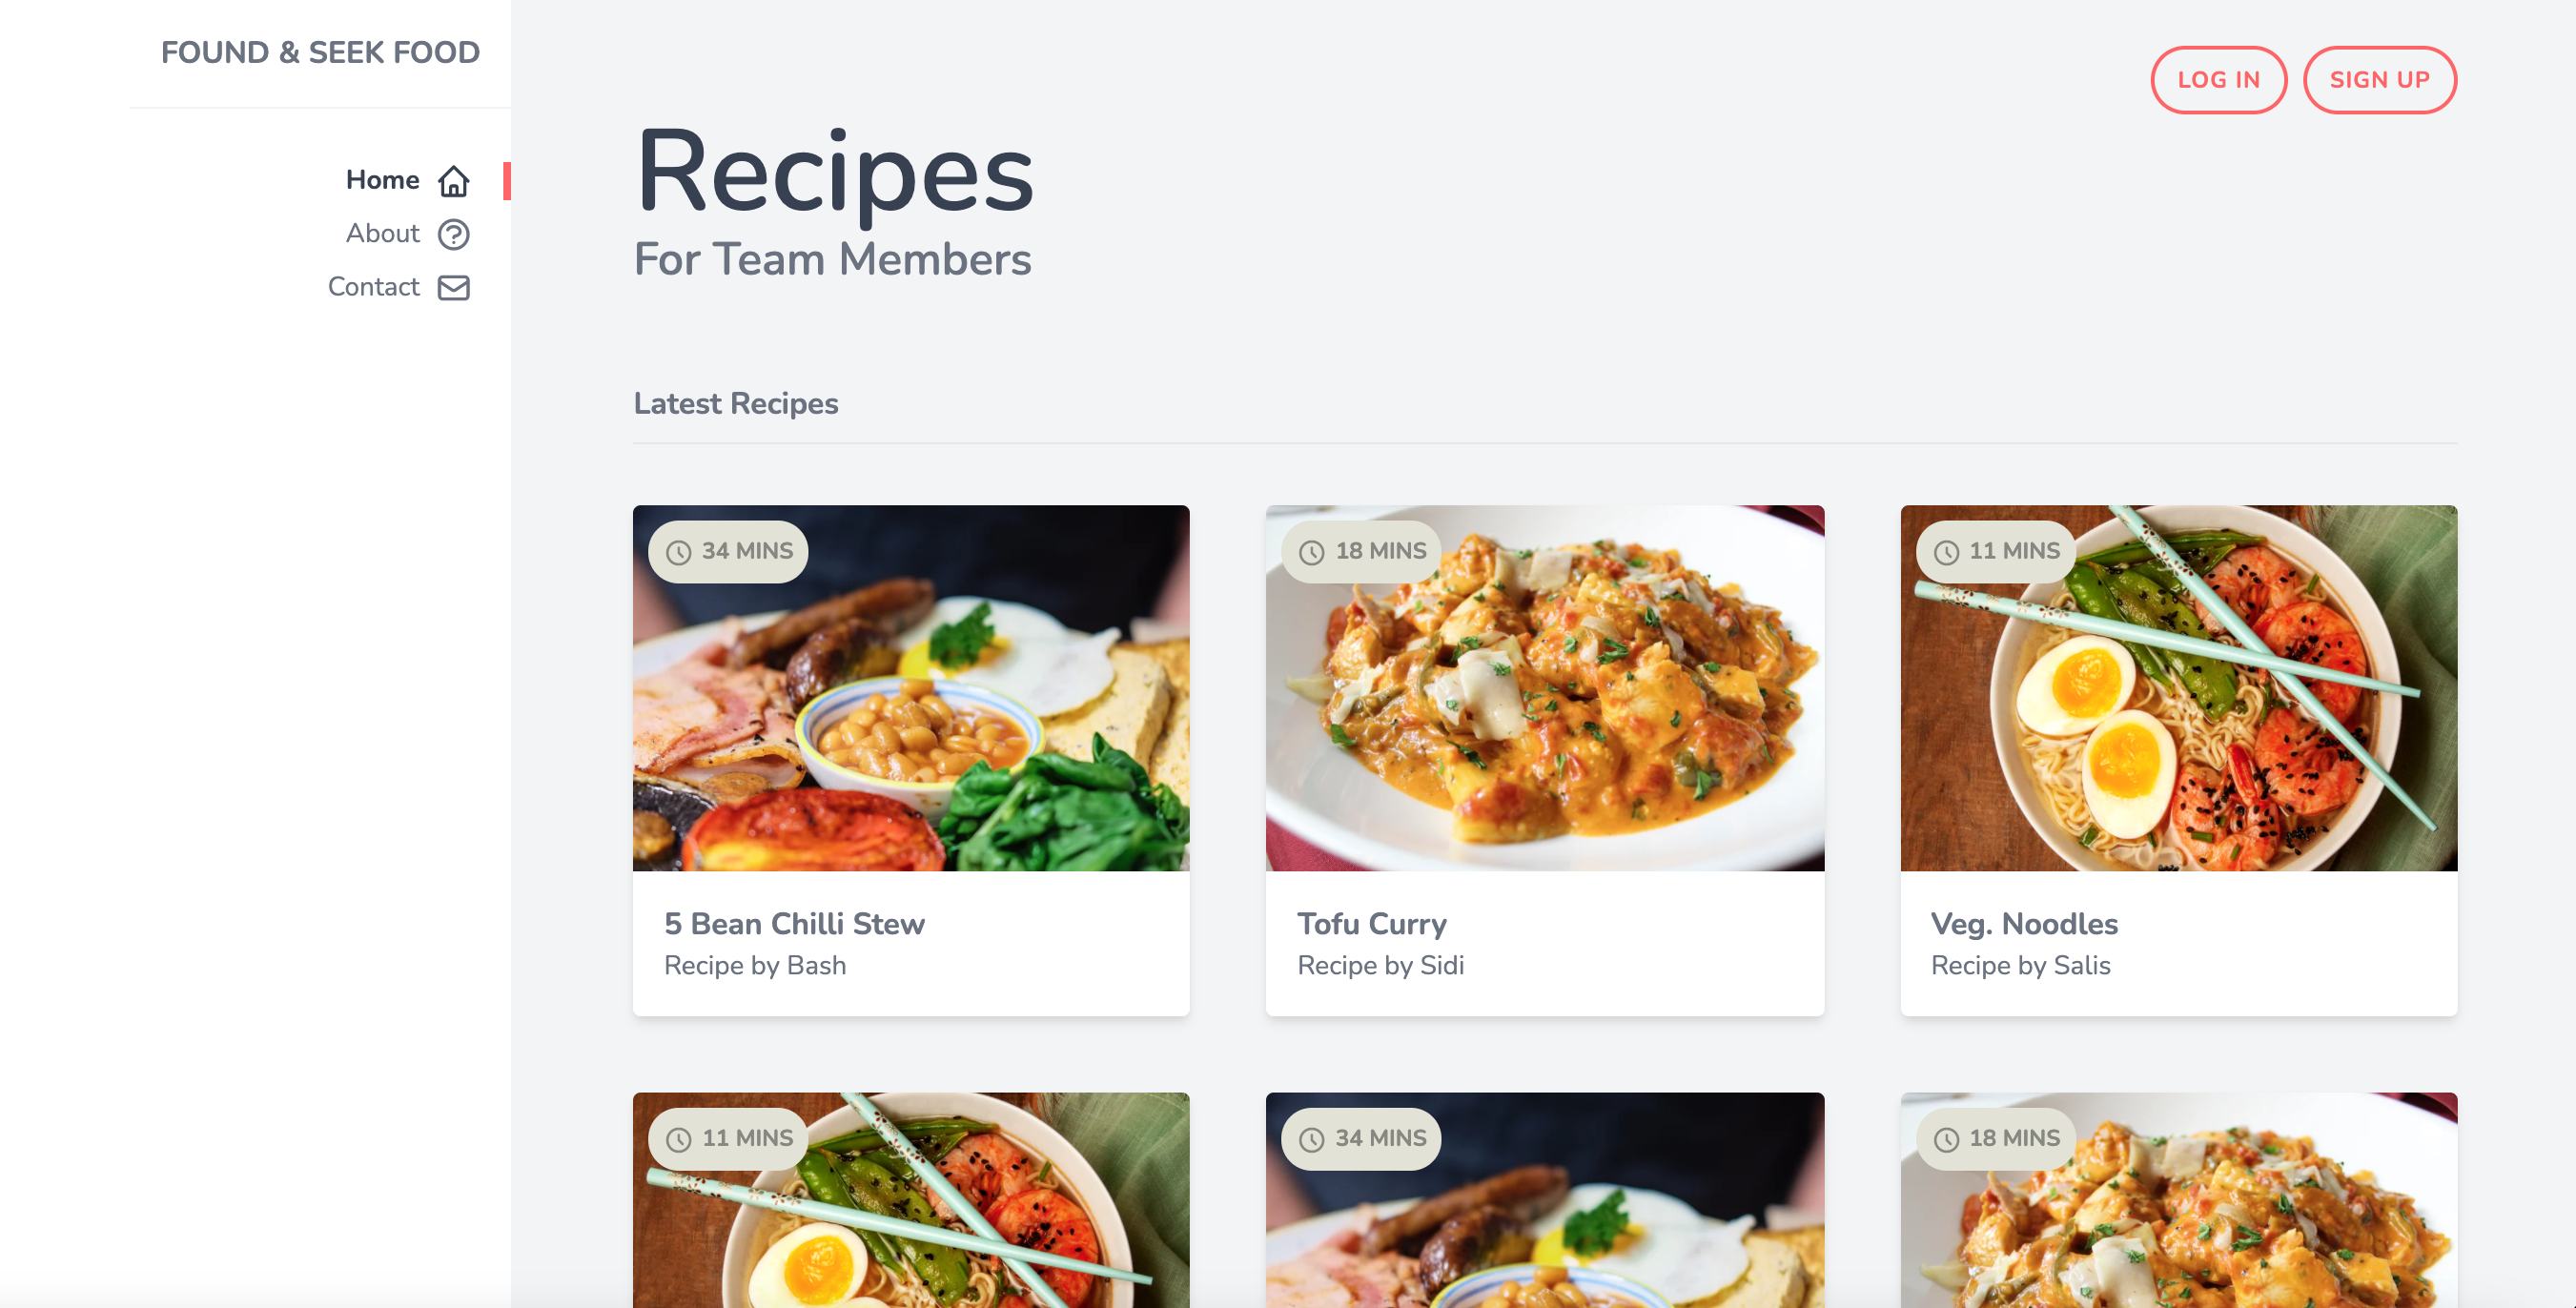 FOUND & SEEK FOOD
Home
About
Contact
LOG IN
SIGN UP
Recipes
For Team Members
Latest Recipes
34 MINS
5 Bean Chilli Stew
Recipe by Bash
18 MINS
Tofu Curry
Recipe by Sidi
11 MINS
Veg. Noodles
Recipe by Salis
11 MINS
34 MINS
18 MINS